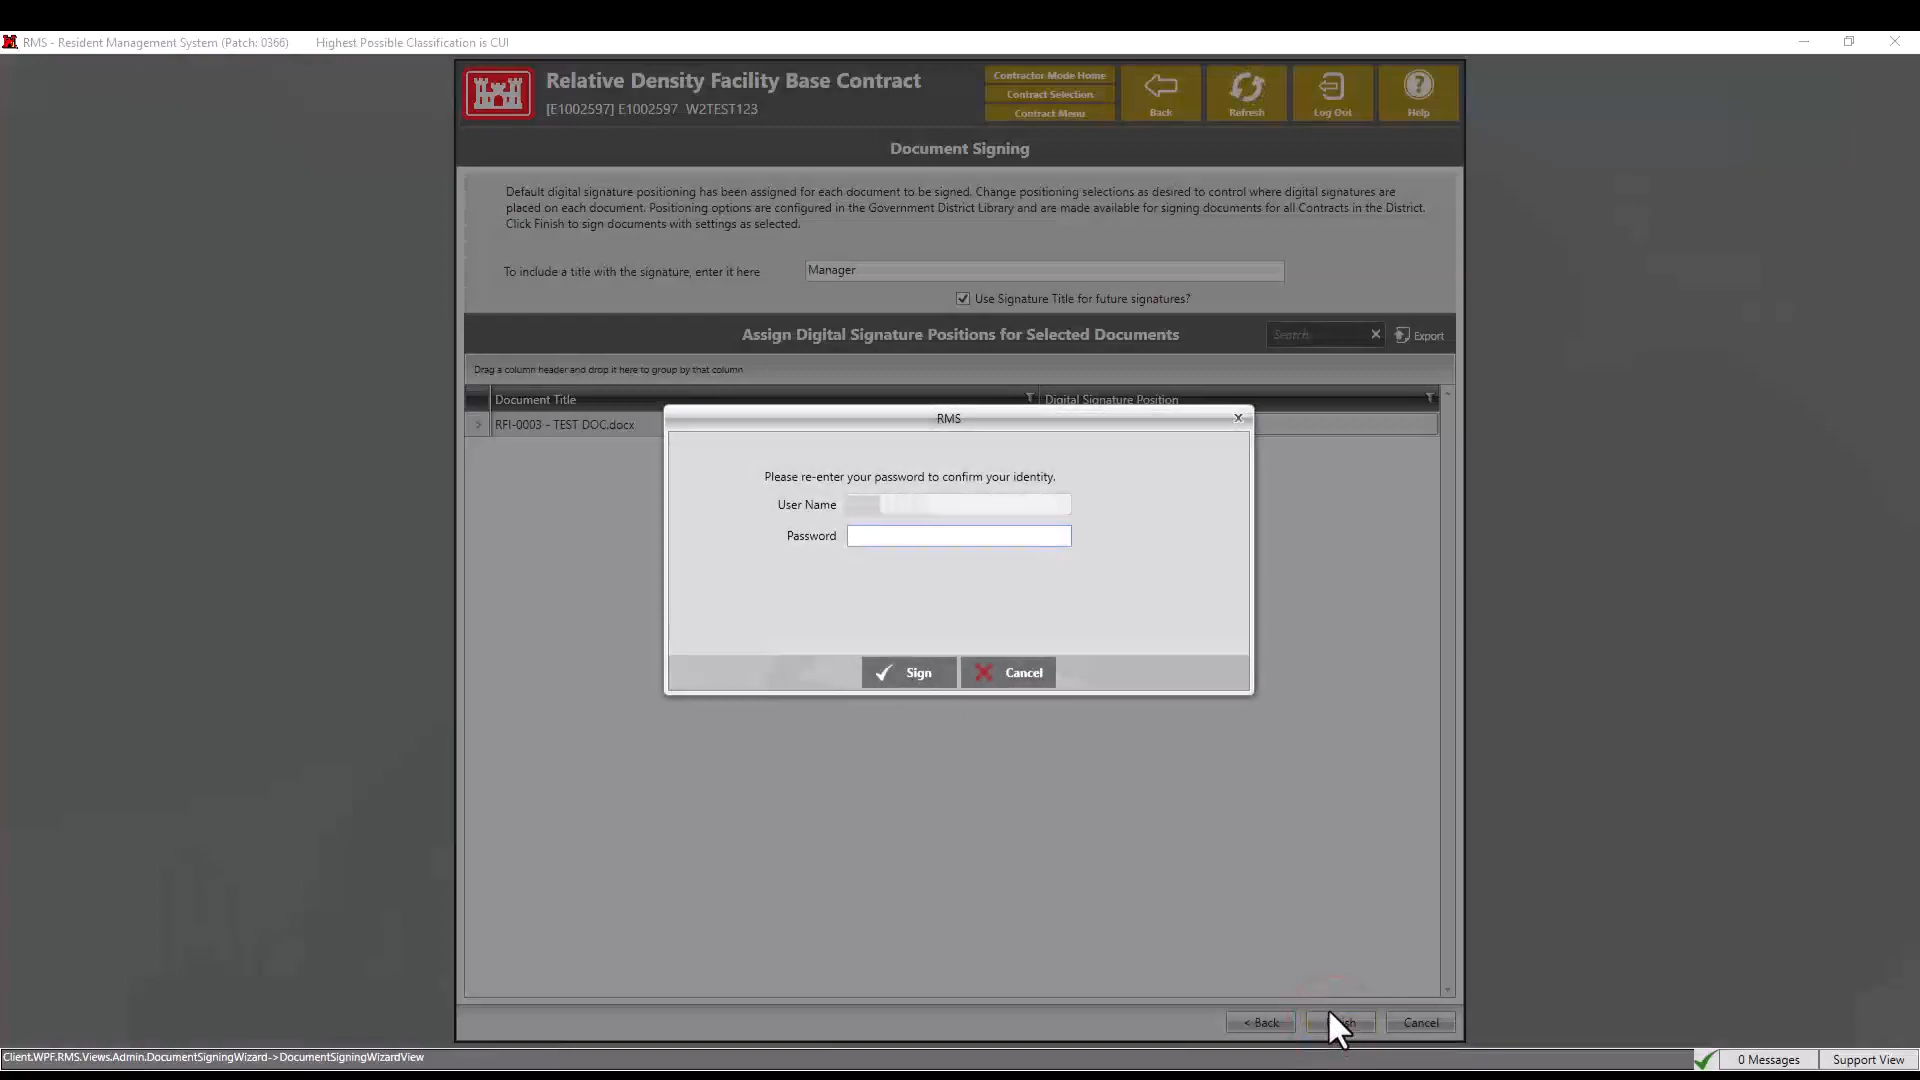 RMS - Resident Management System (Patch: 0366) Highest Possible Classification is CUI
Relative Density Facility Base Contract
[E1002597] E1002597 W2TEST123
Contractor Mode Home
Contract Selection
Contract Menu
Back
Refresh
Log Out
Help
Document Signing
Default digital signature positioning has been assigned for each document to be signed. Change positioning selections as desired to control where digital signatures are
placed on each document. Positioning options are configured in the Government District Library and are made available for signing documents for all Contracts in the District.
Click Finish to sign documents with settings as selected.
To include a title with the signature, enter it here Manager
Use Signature Title for future signatures?
Assign Digital Signature Positions for Selected Documents
Search
Export
Drag a column header and drop it here to group by that column
Document Title Digital Signature Position
RFI-0003 - TEST DOC.docx
RMS
Please re-enter your password to confirm your identity.
User Name
Password
Sign Cancel
< Back Cancel
Client.WPF.RMS.Views.Admin.DocumentSigningWizard->DocumentSigningWizardView
0 Messages Support View